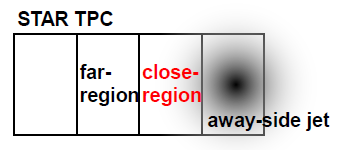 STAR TPC
far-
region
close-
region
away-side jet